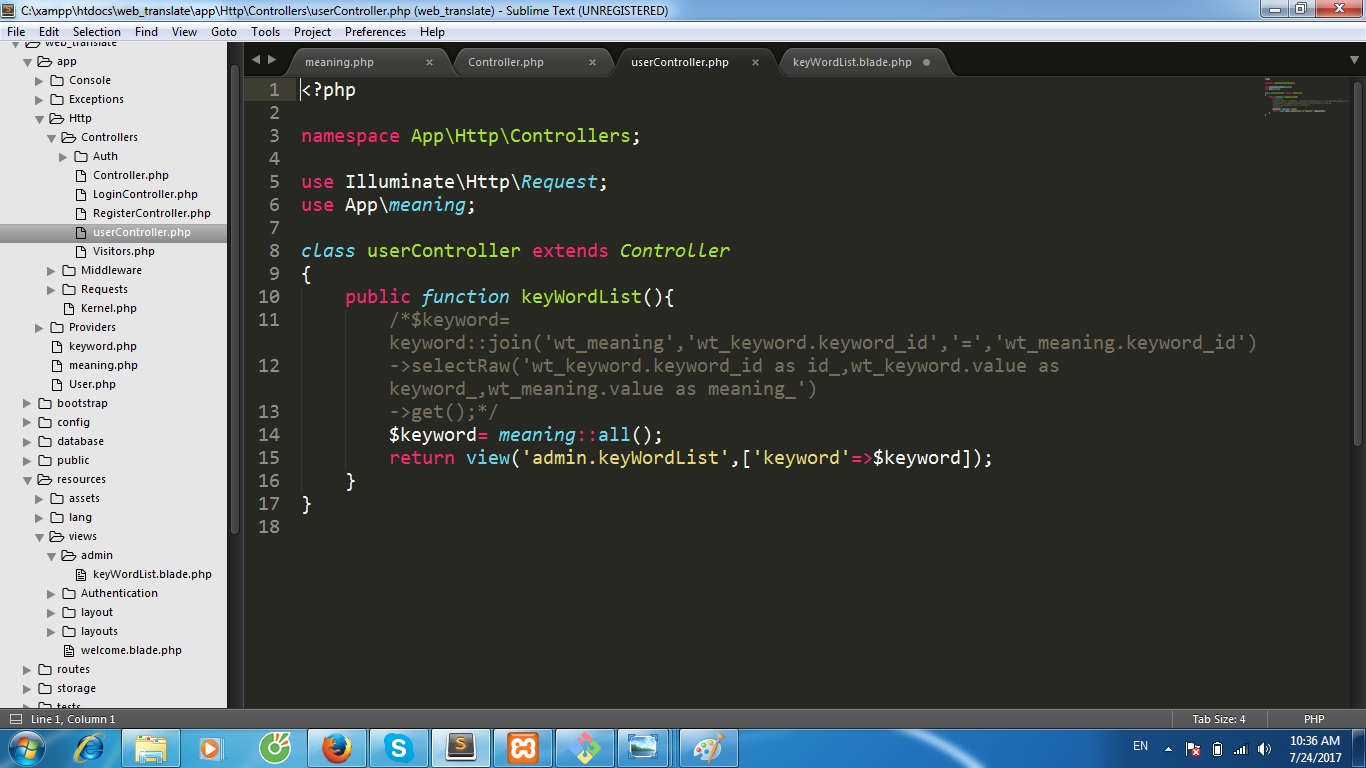 C:\xampp\htdocs\web_translate\app\Http\Controllers\userController.php (web_translate) - Sublime Text (UNREGISTERED)
File Edit Selection Find View Goto Tools Project Preferences Help
web_translate
app
Console
Exceptions
Http
Controllers
Auth
Controller.php
LoginController.php
RegisterController.php
userController.php
Visitors.php
Middleware
Requests
Kernel.php
Providers
keyword.php
meaning.php
User.php
bootstrap
config
database
public
resources
assets
lang
views
admin
keyWordList.blade.php
Authentication
layout
layouts
welcome.blade.php
routes
storage
tests
meaning.php × Controller.php × userController.php × keyWordList.blade.php
1 <?php
2
3 namespace App\Http\Controllers;
4
5 use Illuminate\Http\Request;
6 use App\meaning;
7
8 class userController extends Controller
9 {
10 public function keyWordList(){
11 /*$keyword=
keyword::join('wt_meaning','wt_keyword.keyword_id','=','wt_meaning.keyword_id')
12 ->selectRaw('wt_keyword.keyword_id as id_,wt_keyword.value as
keyword_,wt_meaning.value as meaning_')
13 ->get();*/
14 $keyword= meaning::all();
15 return view('admin.keyWordList',['keyword'=>$keyword]);
16 }
17 }
18
Line 1, Column 1 Tab Size: 4 PHP
EN 10:36 AM
7/24/2017